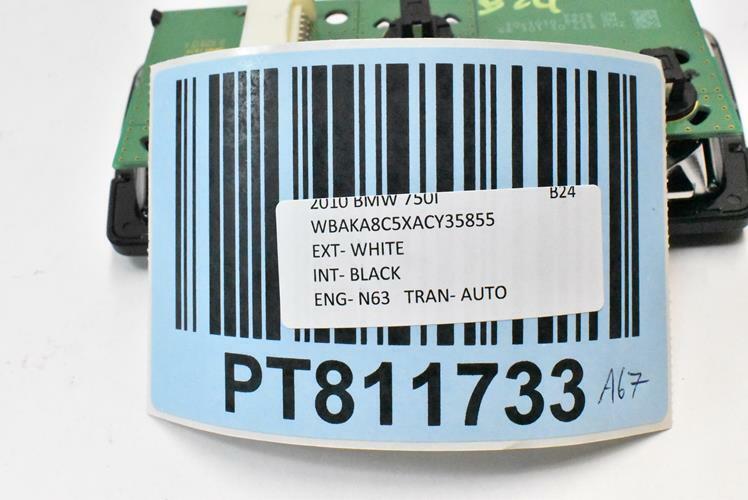 2010 BMW 750I B24
WBAKA8C5XACY35855
EXT- WHITE
INT- BLACK
ENG- N63 TRAN- AUTO
PT811733
A67